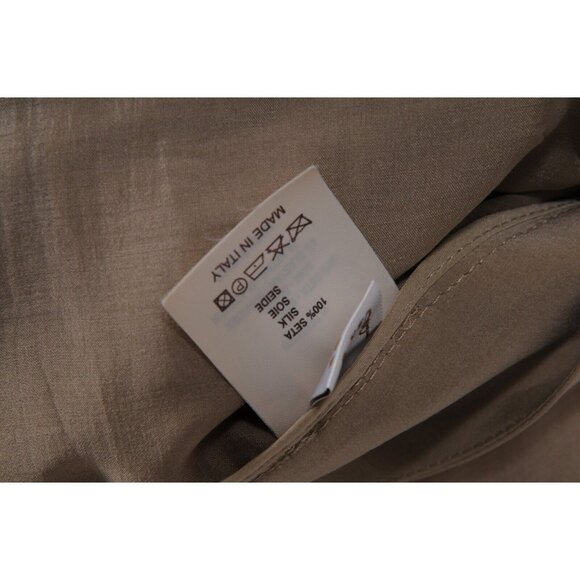 100% SETA
SILK
SOIE
SEIDE
P
MADE IN ITALY